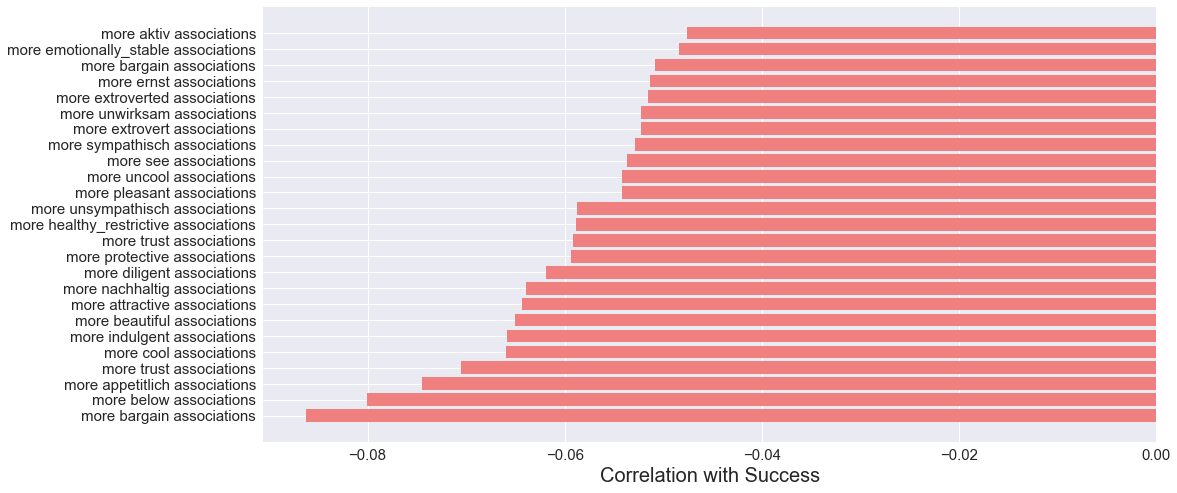 more aktiv associations
more emotionally_stable associations
more bargain associations
more ernst associations
more extroverted associations
more unwirksam associations
more extrovert associations
more sympathisch associations
more see associations
more uncool associations
more pleasant associations
more unsympathisch associations
more healthy_restrictive associations
more trust associations
more protective associations
more diligent associations
more nachhaltig associations
more attractive associations
more beautiful associations
more indulgent associations
more cool associations
more trust associations
more appetitlich associations
more below associations
more bargain associations
−0.08 −0.06 −0.04 −0.02 0.00
Correlation with Success